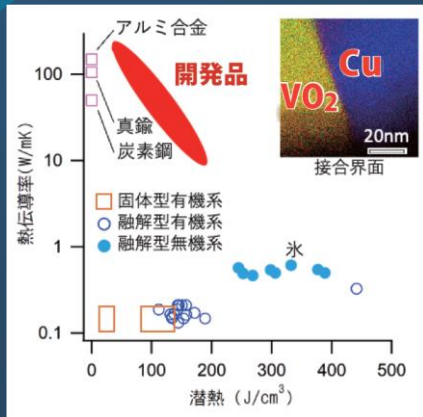 アルミ合金
開発品
真鍮
炭素鋼
VO2
Cu
20nm
接合界面
固体型有機系
融解型有機系
融解型無機系
氷
熱伝導率(W/mK)
100
10
1
0.1
0
100
200
300
400
500
潜熱（J/cm3）